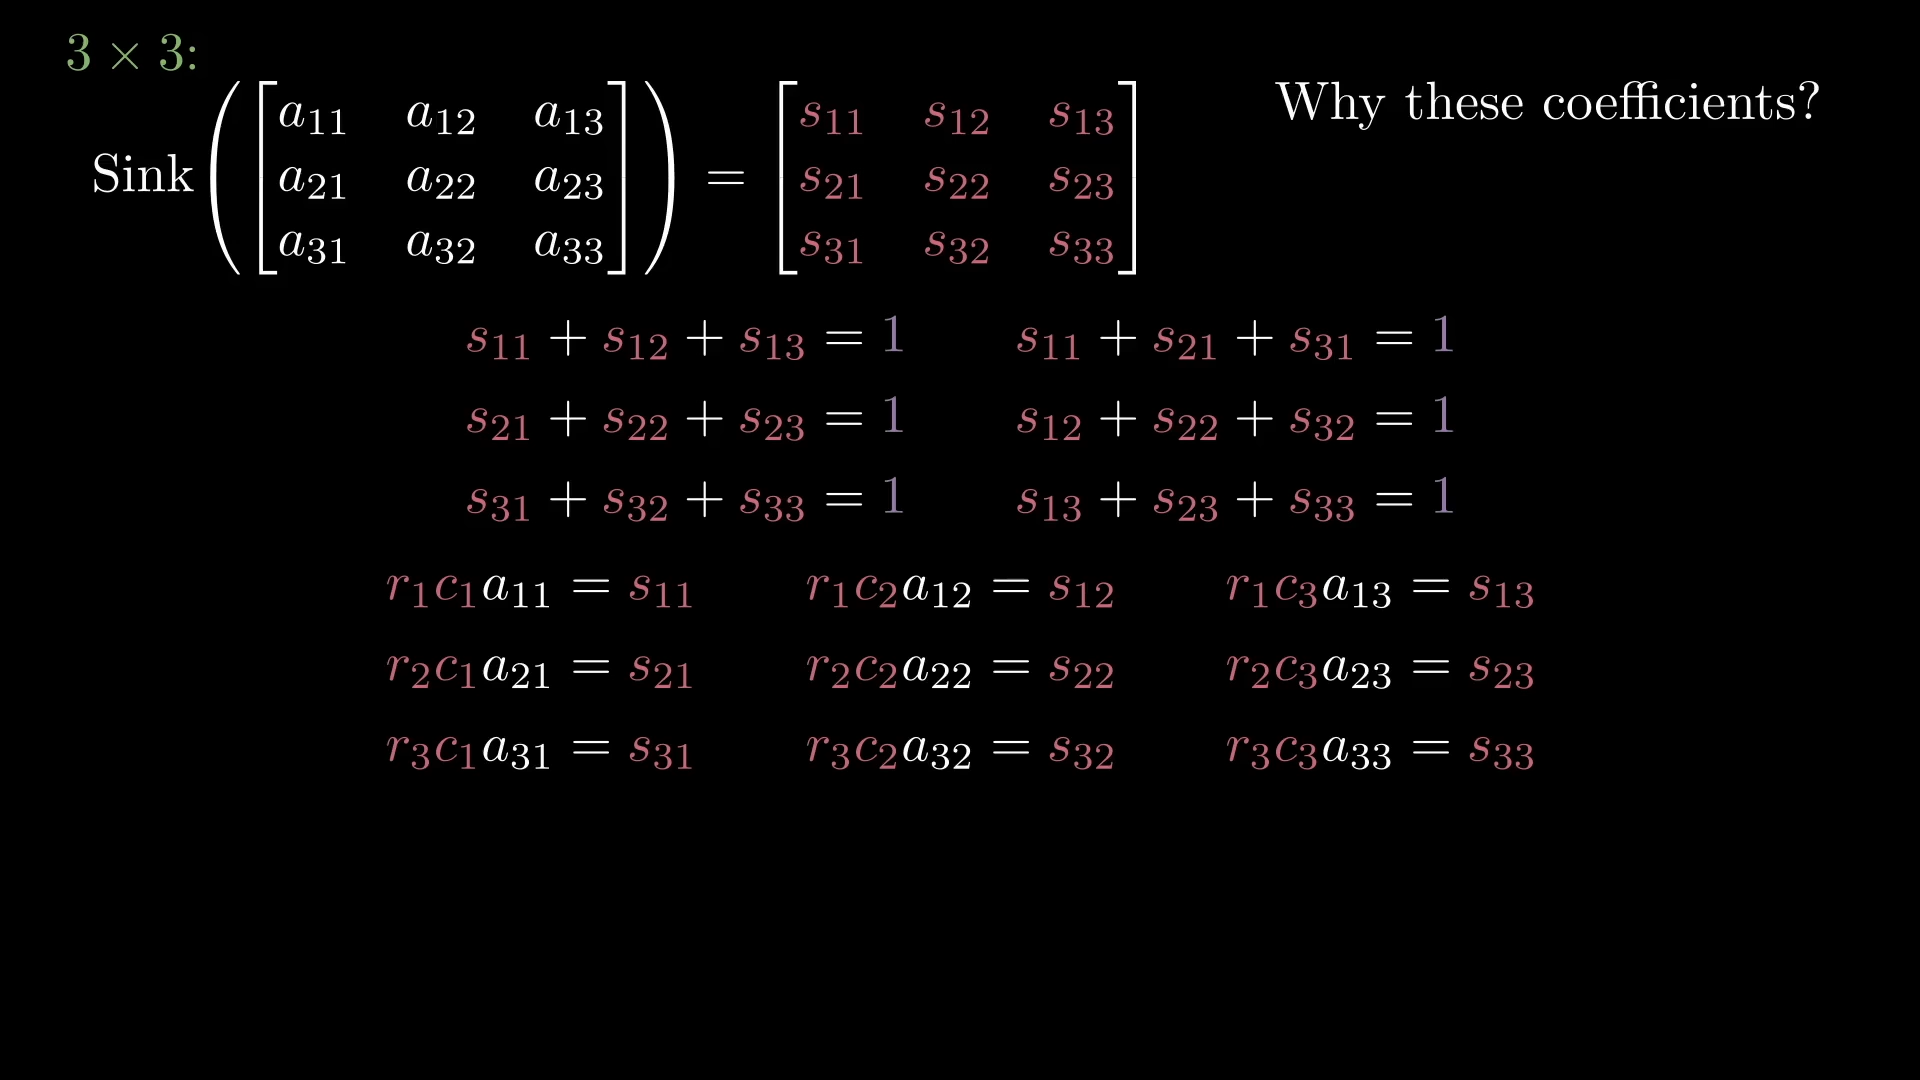 3 × 3:
Why these coefficients?
Sink([a₁₁ a₁₂ a₁₃; a₂₁ a₂₂ a₂₃; a₃₁ a₃₂ a₃₃]) = [s₁₁ s₁₂ s₁₃; s₂₁ s₂₂ s₂₃; s₃₁ s₃₂ s₃₃]
s₁₁ + s₁₂ + s₁₃ = 1 s₁₁ + s₂₁ + s₃₁ = 1
s₂₁ + s₂₂ + s₂₃ = 1 s₁₂ + s₂₂ + s₃₂ = 1
s₃₁ + s₃₂ + s₃₃ = 1 s₁₃ + s₂₃ + s₃₃ = 1
r₁c₁a₁₁ = s₁₁ r₁c₂a₁₂ = s₁₂ r₁c₃a₁₃ = s₁₃
r₂c₁a₂₁ = s₂₁ r₂c₂a₂₂ = s₂₂ r₂c₃a₂₃ = s₂₃
r₃c₁a₃₁ = s₃₁ r₃c₂a₃₂ = s₃₂ r₃c₃a₃₃ = s₃₃